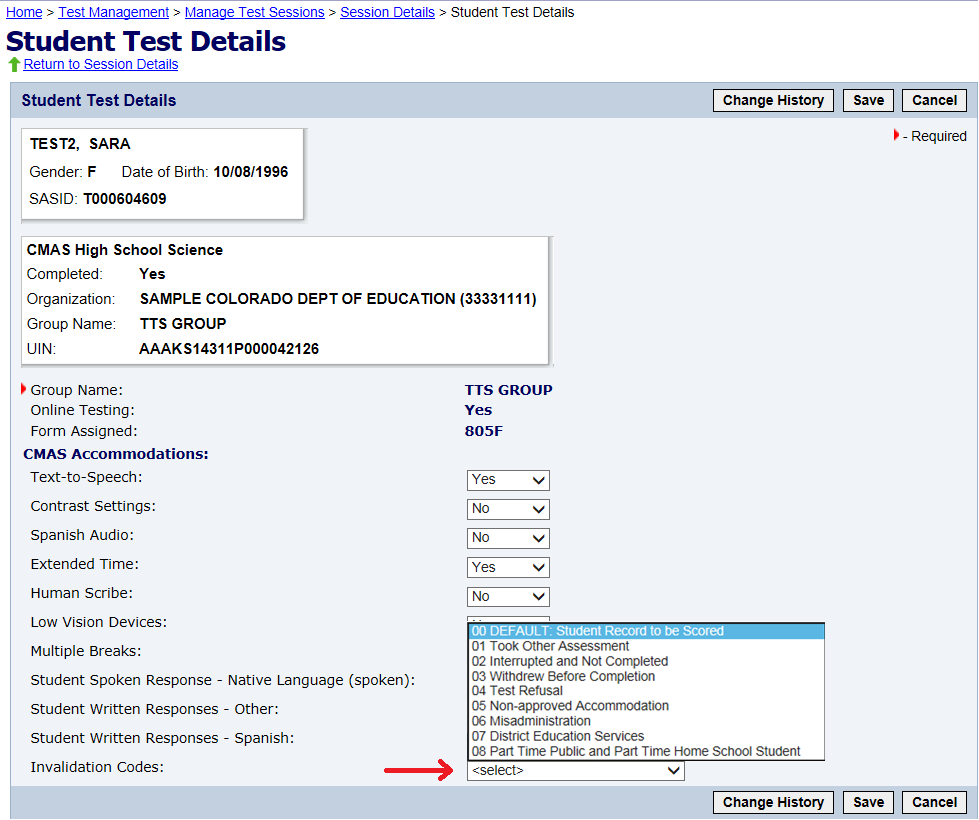 Home > Test Management > Manage Test Sessions > Session Details > Student Test Details
Student Test Details
Return to Session Details
Student Test Details Change History Save Cancel
- Required
TEST2, SARA
Gender: F Date of Birth: 10/08/1996
SASID: T000604609
CMAS High School Science
Completed: Yes
Organization: SAMPLE COLORADO DEPT OF EDUCATION (33331111)
Group Name: TTS GROUP
UIN: AAAKS14311P000042126
Group Name: TTS GROUP
Online Testing: Yes
Form Assigned: 805F
CMAS Accommodations:
Text-to-Speech: Yes
Contrast Settings: No
Spanish Audio: No
Extended Time: Yes
Human Scribe: No
Low Vision Devices:
Multiple Breaks:
Student Spoken Response - Native Language (spoken):
Student Written Responses - Other:
Student Written Responses - Spanish:
00 DEFAULT: Student Record to be Scored
01 Took Other Assessment
02 Interrupted and Not Completed
03 Withdrew Before Completion
04 Test Refusal
05 Non-approved Accommodation
06 Misadministration
07 District Education Services
08 Part Time Public and Part Time Home School Student
Invalidation Codes: <select>
Change History Save Cancel